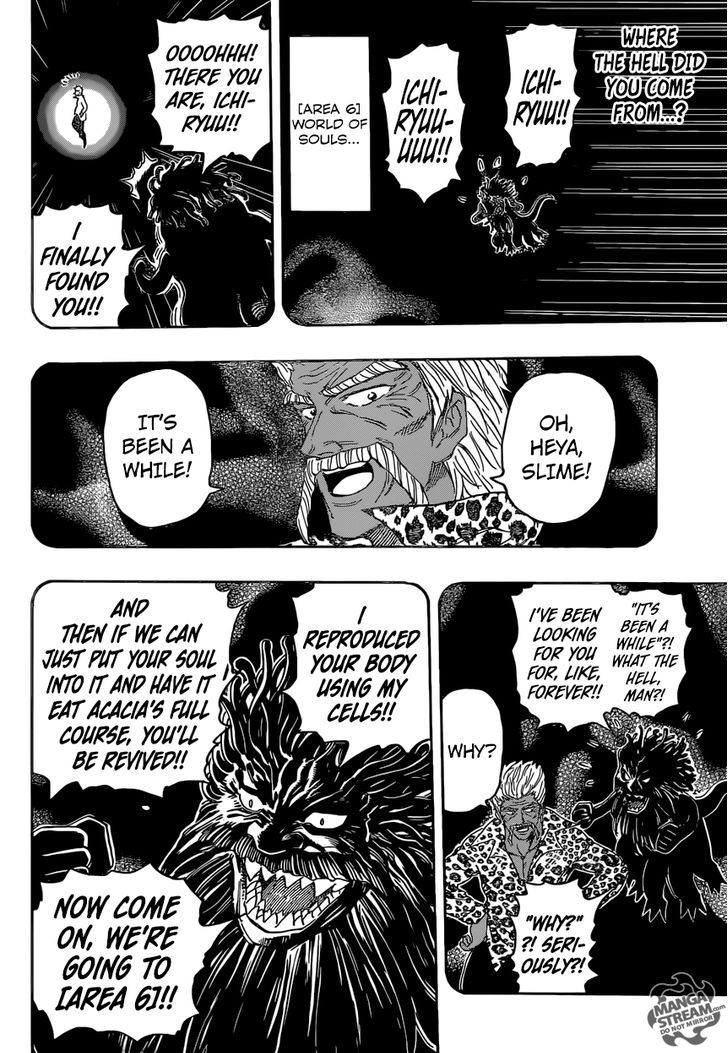 WHERE
THE HELL DID
YOU COME
FROM...?
ICHI-
RYUU!!
ICHI-
RYUU-
UUU!!
[AREA 6]
WORLD OF
SOULS...
OOOOHHH!
THERE YOU
ARE, ICHI-
RYUU!!
I
FINALLY
FOUND
YOU!!
OH,
HEYA,
SLIME!
IT'S
BEEN A
WHILE!
"IT'S
BEEN A
WHILE"?!
WHAT THE
HELL,
MAN?!
I'VE BEEN
LOOKING
FOR YOU
FOR, LIKE,
FOREVER!!
WHY?
"WHY?"
?! SERI-
OUSLY?!
I
REPRODUCED
YOUR BODY
USING MY
CELLS!!
AND
THEN IF WE CAN
JUST PUT YOUR SOUL
INTO IT AND HAVE IT
EAT ACACIA'S FULL
COURSE, YOU'LL
BE REVIVED!!
NOW COME
ON, WE'RE
GOING TO
[AREA 6]!!
MANGA
STREAM.com
DO NOT MIRROR